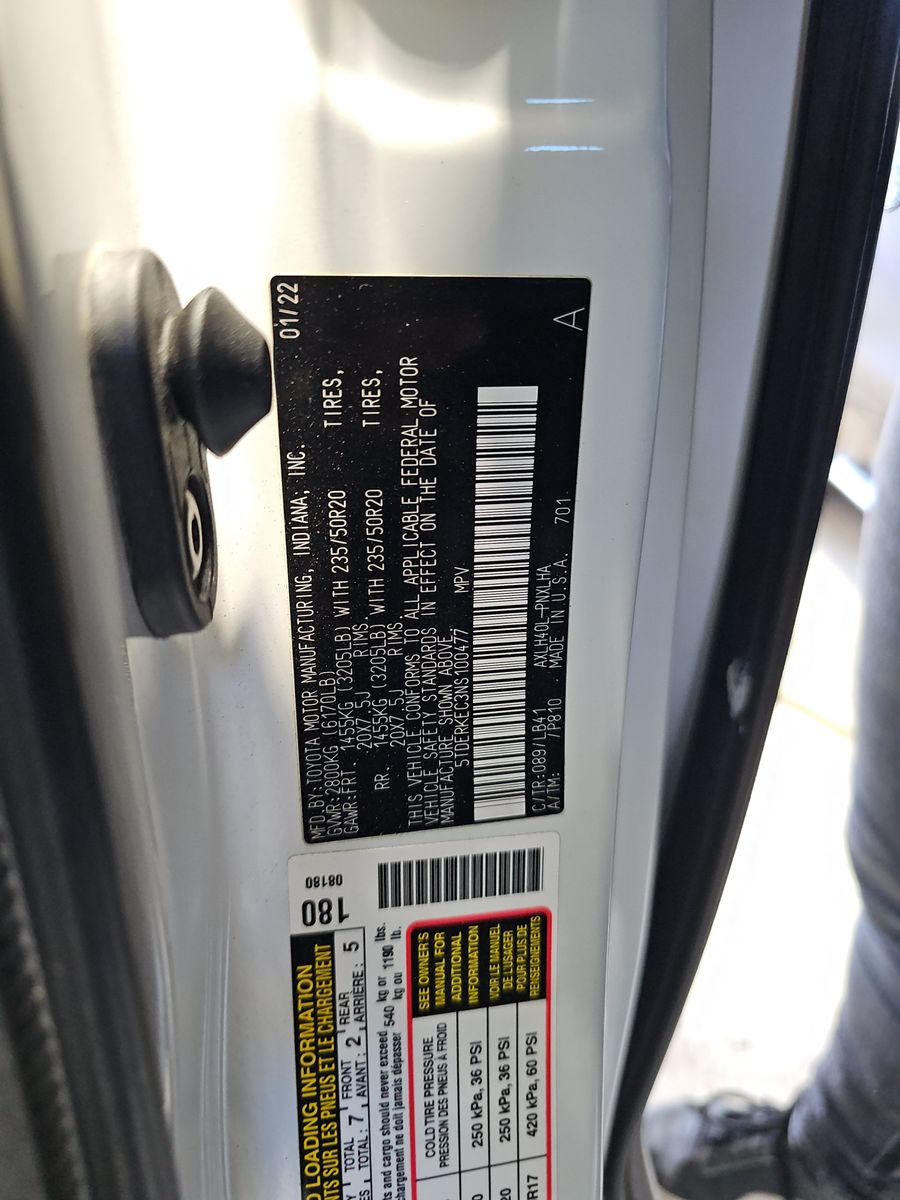 MFD.BY:TOYOTA MOTOR MANUFACTURING, INDIANA, INC. 01/22
GVWR:2800KG (6170LB)
GAWR:FRT. 1455KG (3205LB) WITH 235/50R20 TIRES,
20X7.5J RIMS
RR. 1455KG (3205LB) WITH 235/50R20 TIRES,
20X7.5J RIMS
THIS VEHICLE CONFORMS TO ALL APPLICABLE FEDERAL MOTOR
VEHICLE SAFETY STANDARDS IN EFFECT ON THE DATE OF
MANUFACTURE SHOWN ABOVE.
5TDERKEC3NS100477 MPV
C/TR:089/LB41 AXLH40L-PNXLHA
A/TM: /P810 MADE IN U.S.A. 701
A
08180
180
LOADING INFORMATION
SUR LES PNEUS ET LE CHARGEMENT
TOTAL 7 FRONT 2 REAR 5
TOTAL: 7 AVANT: 2 ARRIÈRE: 5
and cargo should never exceed 540 kg or 1190 lbs.
chargement ne doit jamais dépasser kg ou lb.
COLD TIRE PRESSURE
PRESSION DES PNEUS À FROID
SEE OWNER'S
MANUAL FOR
ADDITIONAL
INFORMATION
VOIR LE MANUEL
DE L'USAGER
POUR PLUS DE
RENSEIGNEMENTS
250 kPa, 36 PSI
250 kPa, 36 PSI
R17 420 kPa, 60 PSI